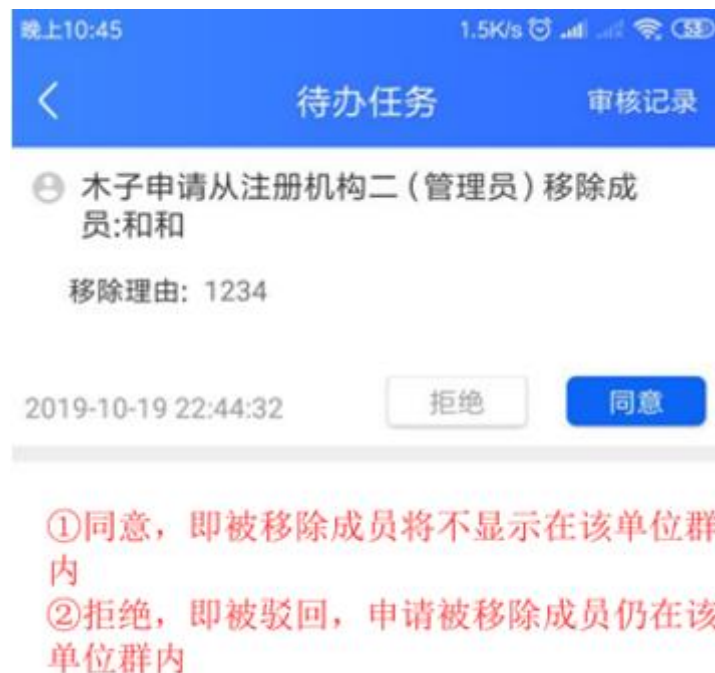 晚上10:45 1.5K/s 53
待办任务 审核记录
木子申请从注册机构二(管理员)移除成
员:和和
移除理由: 1234
2019-10-19 22:44:32 拒绝 同意
①同意，即被移除成员将不显示在该单位群
内
②拒绝，即被驳回，申请被移除成员仍在该
单位群内